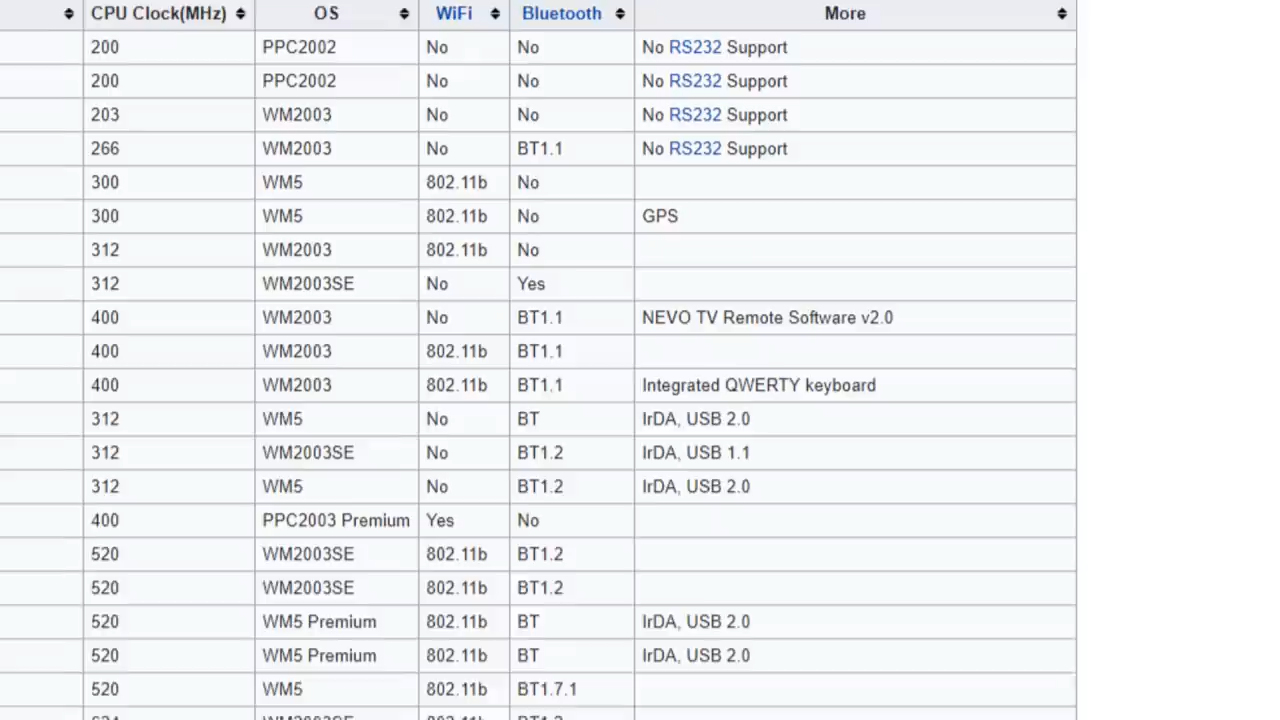 CPU Clock(MHz) OS WiFi Bluetooth More
200 PPC2002 No No No RS232 Support
200 PPC2002 No No No RS232 Support
203 WM2003 No No No RS232 Support
266 WM2003 No BT1.1 No RS232 Support
300 WM5 802.11b No
300 WM5 802.11b No GPS
312 WM2003 802.11b No
312 WM2003SE No Yes
400 WM2003 No BT1.1 NEVO TV Remote Software v2.0
400 WM2003 802.11b BT1.1
400 WM2003 802.11b BT1.1 Integrated QWERTY keyboard
312 WM5 No BT IrDA, USB 2.0
312 WM2003SE No BT1.2 IrDA, USB 1.1
312 WM5 No BT1.2 IrDA, USB 2.0
400 PPC2003 Premium Yes No
520 WM2003SE 802.11b BT1.2
520 WM2003SE 802.11b BT1.2
520 WM5 Premium 802.11b BT IrDA, USB 2.0
520 WM5 Premium 802.11b BT IrDA, USB 2.0
520 WM5 802.11b BT1.7.1